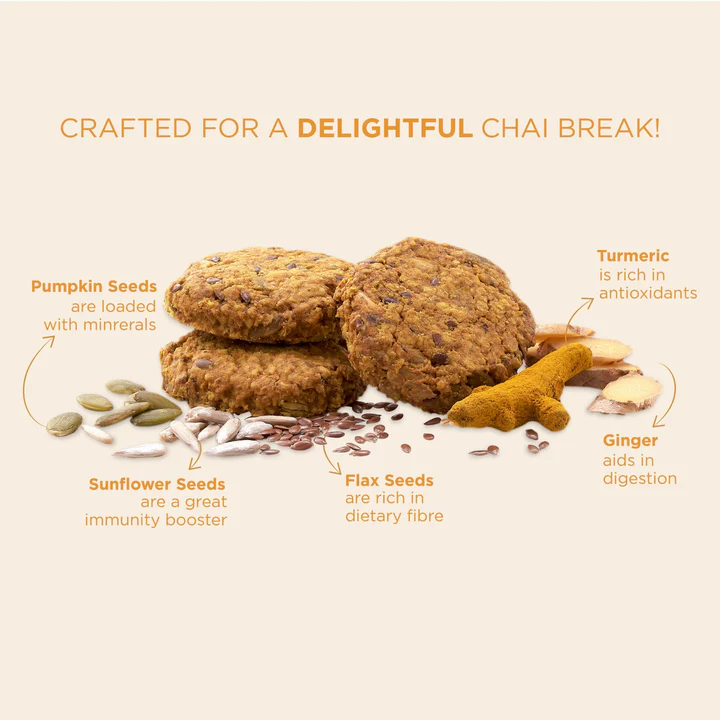 CRAFTED FOR A DELIGHTFUL CHAI BREAK!
Pumpkin Seeds
are loaded
with minrerals
Turmeric
is rich in
antioxidants
Sunflower Seeds
are a great
immunity booster
Flax Seeds
are rich in
dietary fibre
Ginger
aids in
digestion